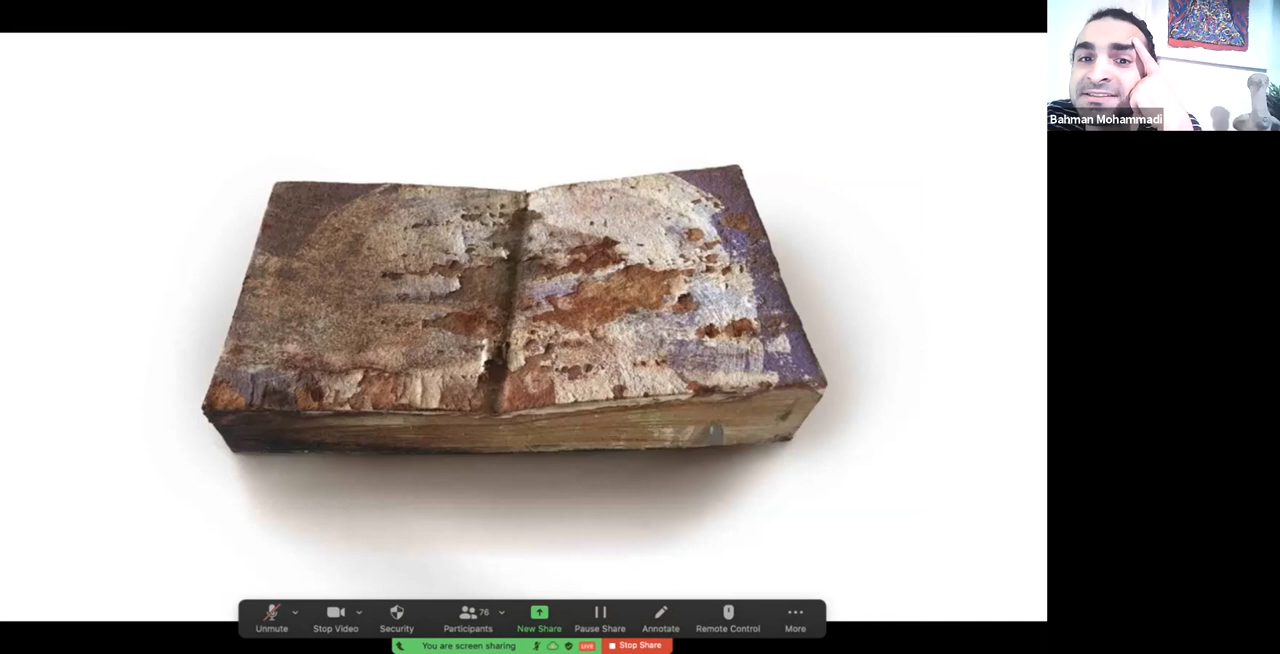 Bahman Mohammadi
76
Unmute
Stop Video
Security
Participants
New Share
Pause Share
Annotate
Remote Control
More
You are screen sharing
LIVE
Stop Share